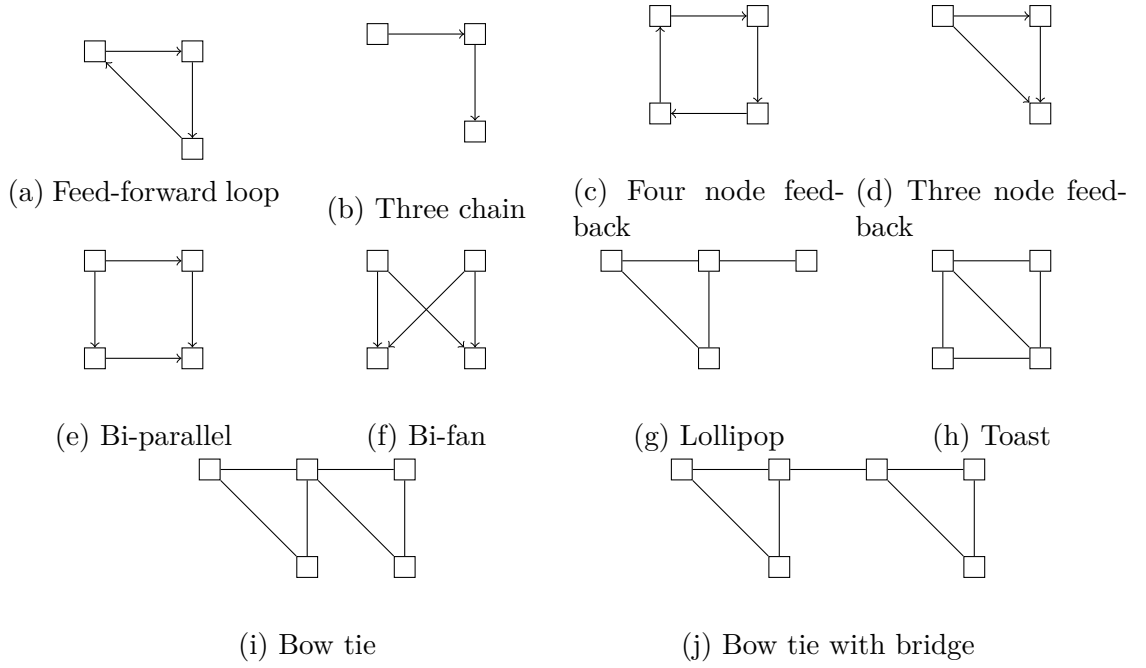 (a) Feed-forward loop
(b) Three chain
(c) Four node feed-
back
(d) Three node feed-
back
(e) Bi-parallel
(f) Bi-fan
(g) Lollipop
(h) Toast
(i) Bow tie
(j) Bow tie with bridge